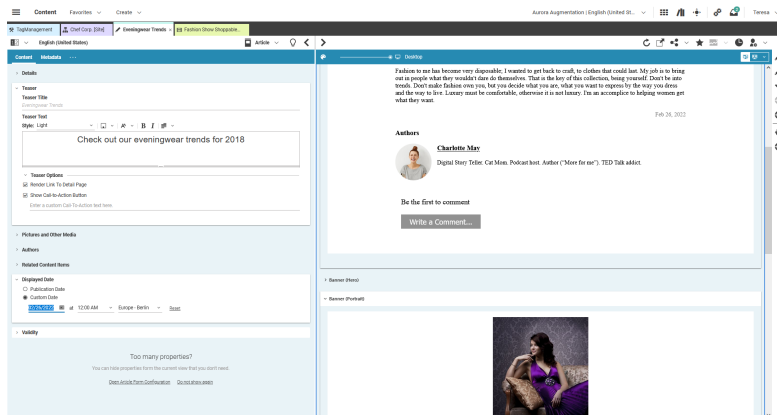 Content Favorites Create Aurora Augmentation | English (United St... Teresa
TagManagement Chef Corp. [Site] Eveningwear Trends × Fashion Show Shoppable...
English (United States) Article
Content Metadata ... Desktop
Details
Teaser
Teaser Title
Eveningwear Trends
Teaser Text
Style: Light B I
Check out our eveningwear trends for 2018
Teaser Options
Render Link To Detail Page
Show Call-to-Action Button
Enter a custom Call-To-Action text here.
Pictures and Other Media
Authors
Related Content Items
Displayed Date
Publication Date
Custom Date
at 12:00 AM Europe - Berlin Reset
Validity
Too many properties?
You can hide properties form the current view that you don't need.
Open Article Form Configuration Do not show again
Fashion to me has become very disposable; I wanted to get back to craft, to clothes that could last. My job is to bring
out in people what they wouldn't dare do themselves. That is the key of this collection, being yourself. Don't be into
trends. Don't make fashion own you, but you decide what you are, what you want to express by the way you dress
and the way to live. Luxury must be comfortable, otherwise it is not luxury. I'm an accomplice to helping women get
what they want.
Feb 26, 2022
Authors
Charlotte May
Digital Story Teller. Cat Mom. Podcast host. Author ("More for me"). TED Talk addict.
Be the first to comment
Write a Comment...
Banner (Hero)
Banner (Portrait)